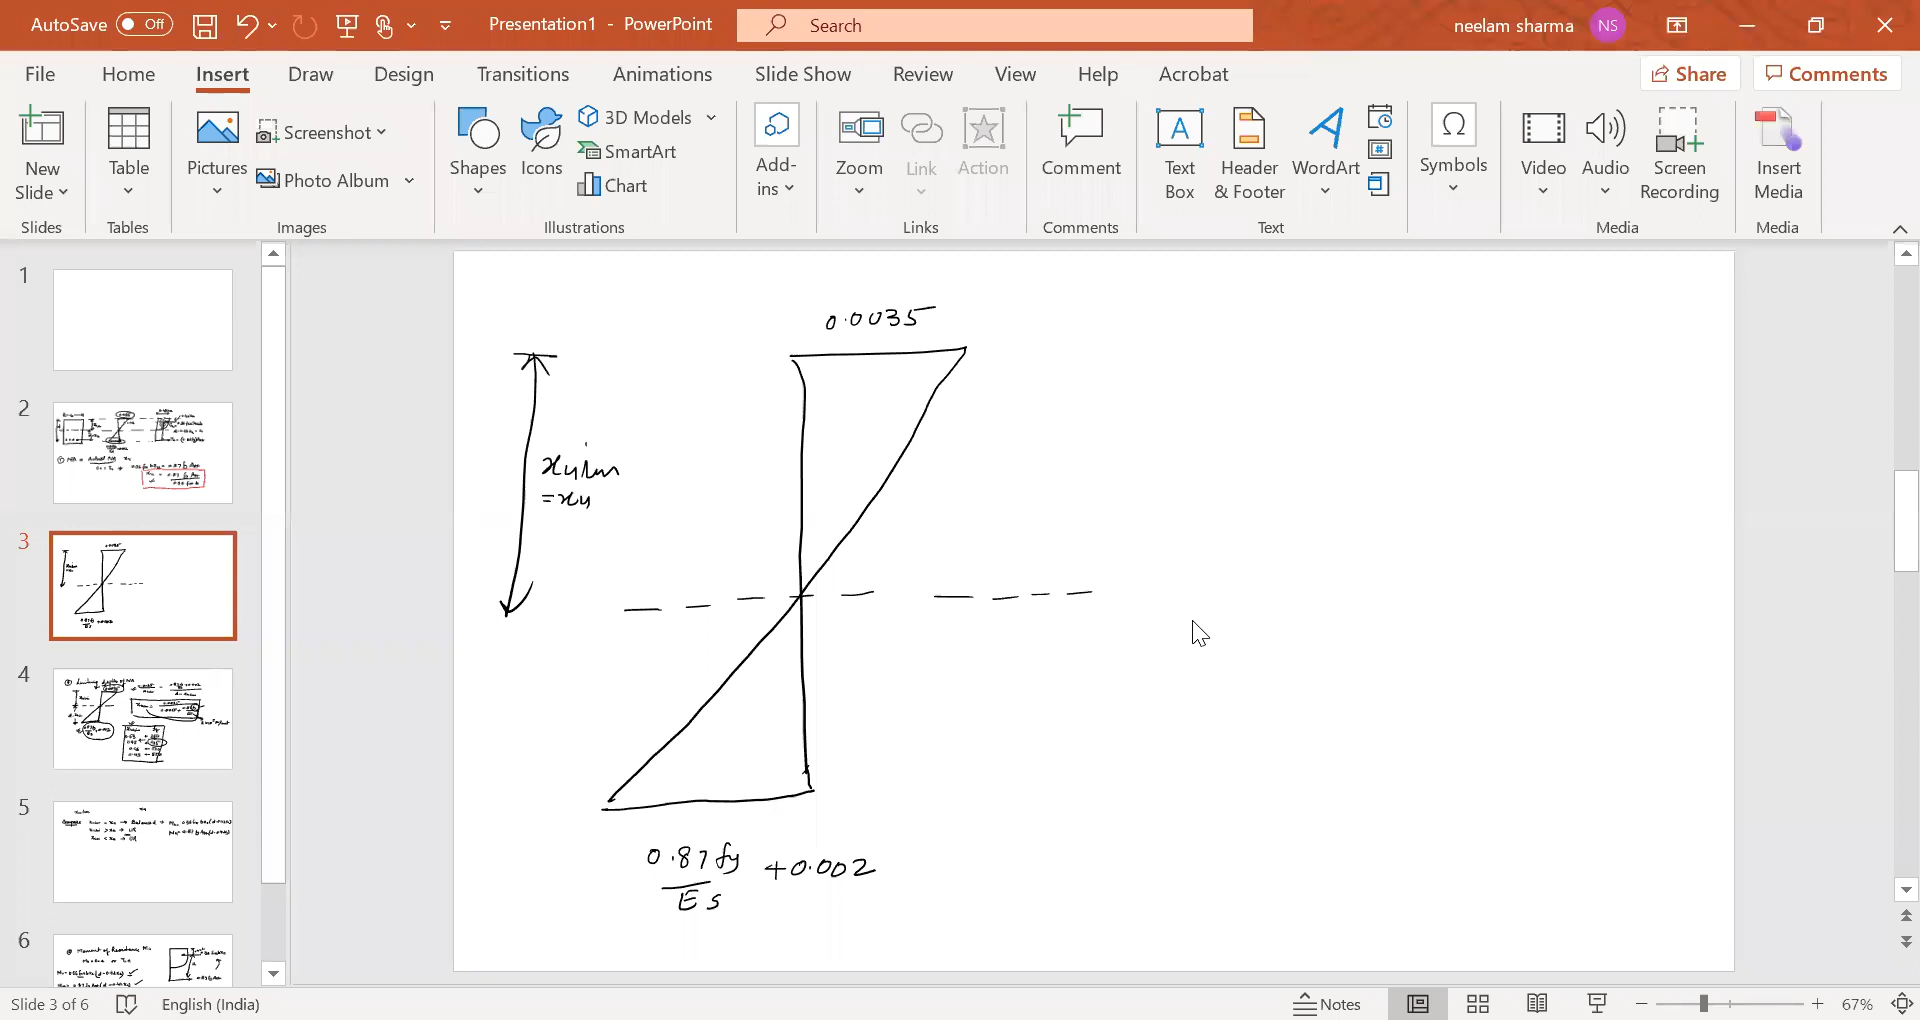 AutoSave Off Presentation1 - PowerPoint Search neelam sharma NS
File Home Insert Draw Design Transitions Animations Slide Show Review View Help Acrobat Share Comments
New Slide
Table
Pictures
Screenshot
Photo Album
Shapes
Icons
3D Models
SmartArt
Chart
Add-ins
Zoom
Link
Action
Comment
Text Box
Header & Footer
WordArt
Symbols
Video
Audio
Screen Recording
Insert Media
Slides Tables Images Illustrations Links Comments Text Media Media
1
2
3
4
5
6
0.0035
xulim
=xu
0.87 fy + 0.002
Es
Slide 3 of 6 English (India) Notes 67%